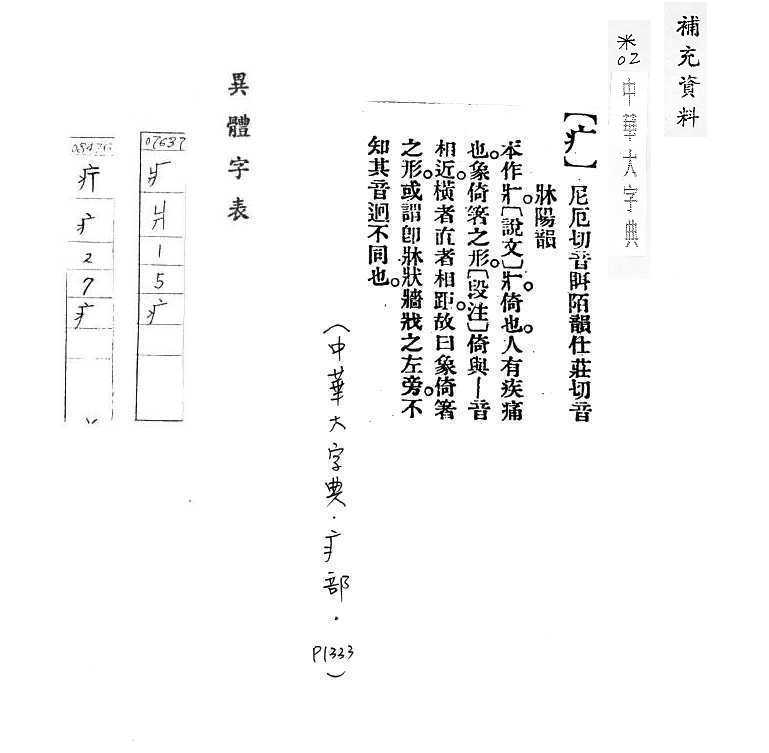 補充資料
※02 中華大字典
【疒】 尼厄切音眲陌韻仕莊切音
牀陽韻
本作疒。〔說文〕疒。倚也。人有疾痛
也。象倚箸之形。〔段注〕倚與｜音
相近。橫者直者相距。故曰象倚箸
之形。或謂卽牀狀牆戕之左旁。不
知其音迥不同也。
(中華大字典.疒部. P1333)
異體字表
07637
爿
爿
1
5
疒
疒
2
7
疒